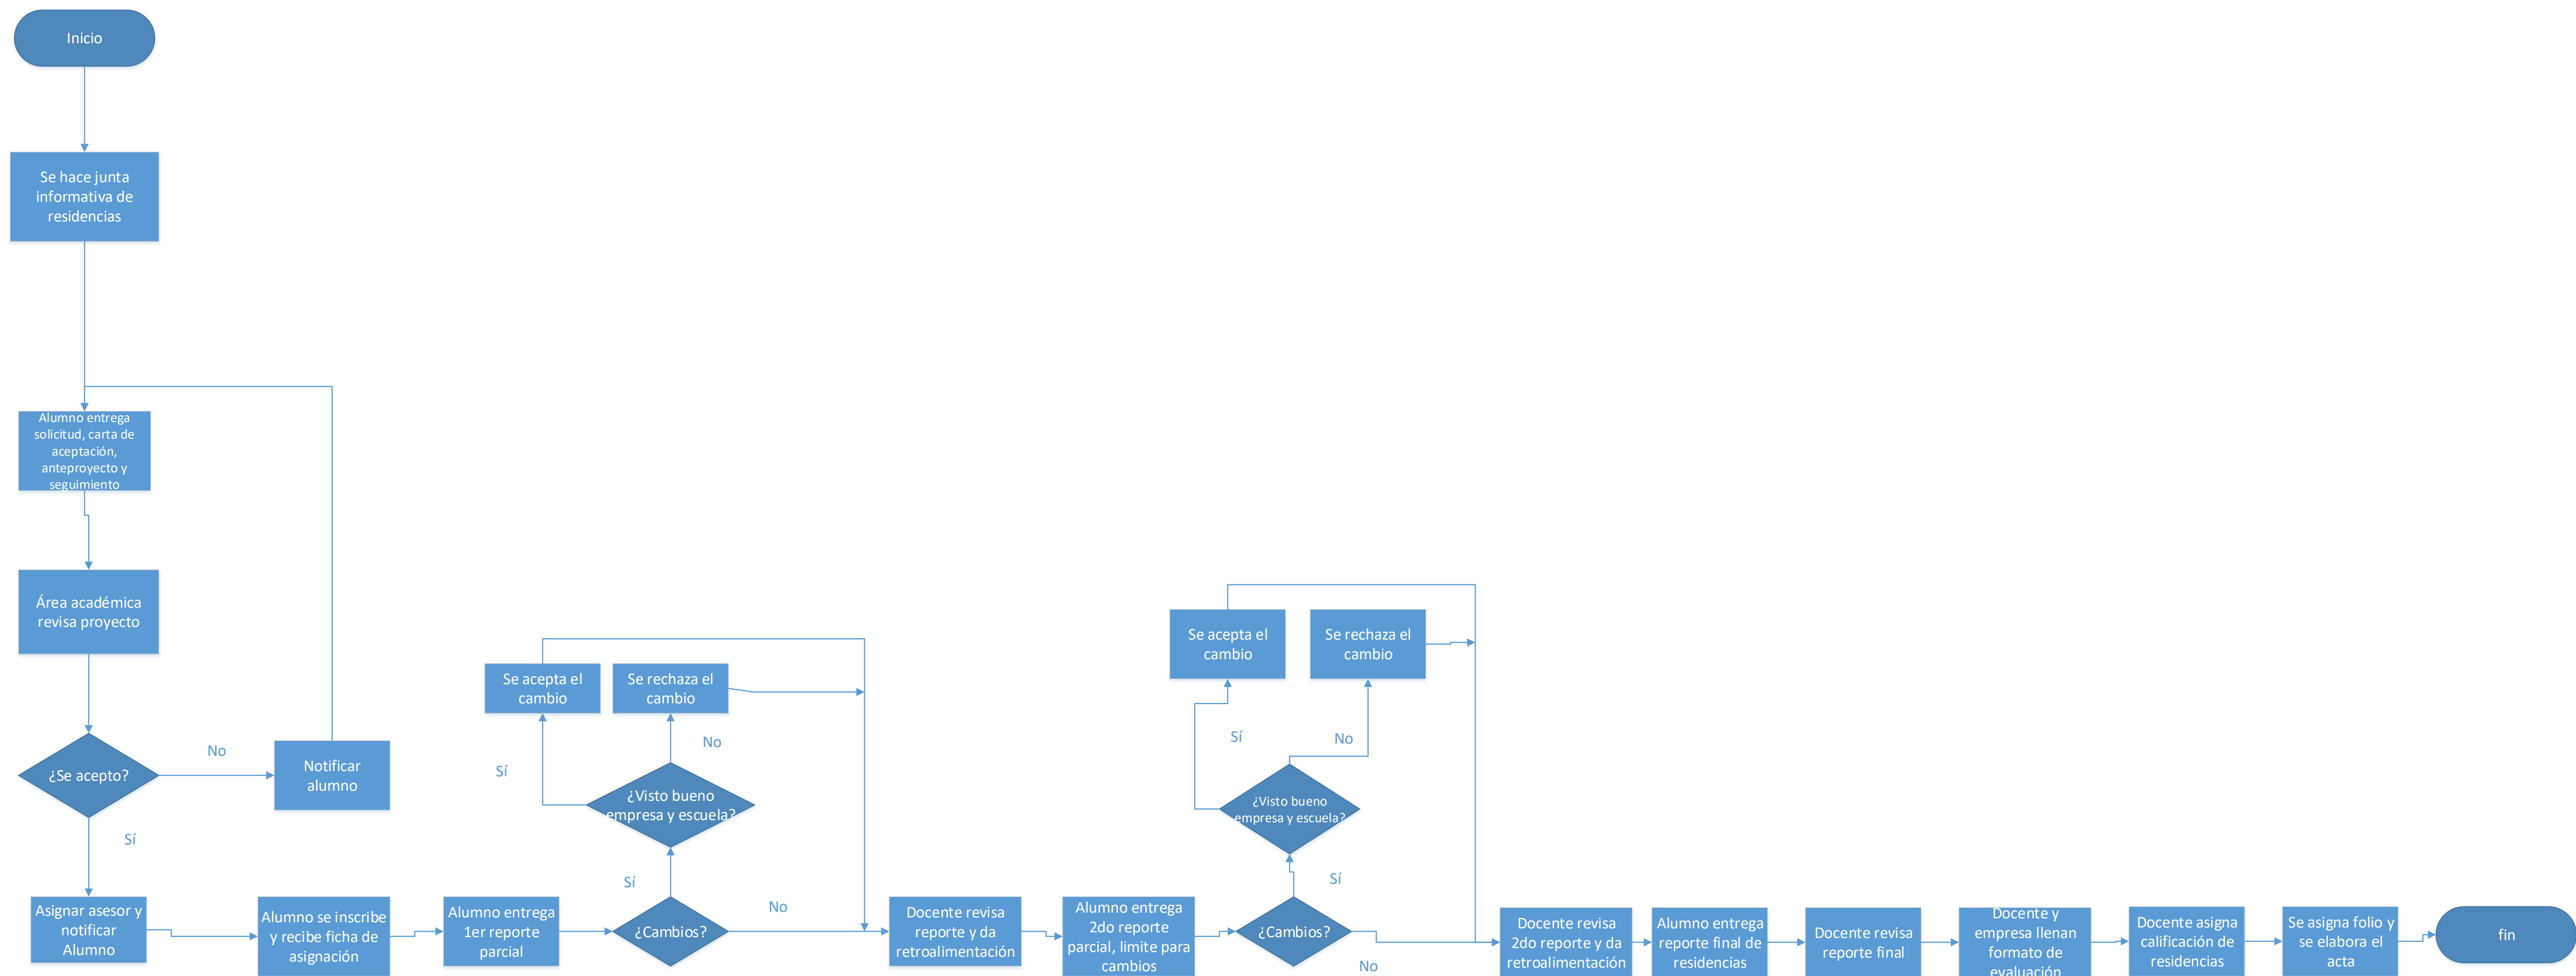 Inicio
Se hace junta
informativa de
residencias
Alumno entrega
solicitud, carta de
aceptación,
anteproyecto y
seguimiento
Área académica
revisa proyecto
¿Se acepto?
No
Notificar
alumno
Sí
Asignar asesor y
notificar
Alumno
Alumno se inscribe
y recibe ficha de
asignación
Alumno entrega
1er reporte
parcial
¿Cambios?
Sí
¿Visto bueno
empresa y escuela?
Sí
Se acepta el
cambio
No
Se rechaza el
cambio
No
Docente revisa
reporte y da
retroalimentación
Alumno entrega
2do reporte
parcial, limite para
cambios
¿Cambios?
Sí
¿Visto bueno
empresa y escuela?
Sí
Se acepta el
cambio
No
Se rechaza el
cambio
No
Docente revisa
2do reporte y da
retroalimentación
Alumno entrega
reporte final de
residencias
Docente revisa
reporte final
Docente y
empresa llenan
formato de
evaluación
Docente asigna
calificación de
residencias
Se asigna folio y
se elabora el
acta
fin